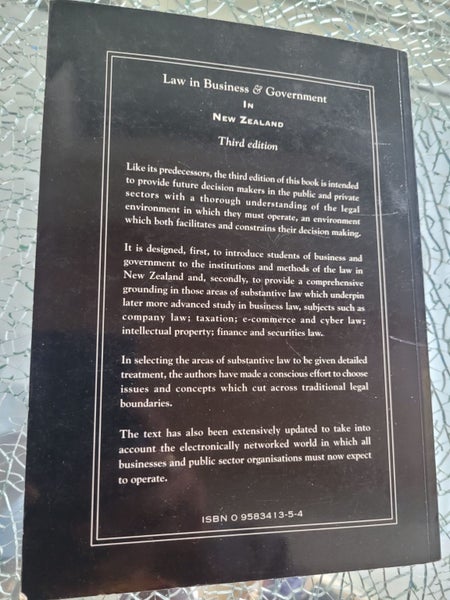 Law in Business & Government
IN
NEW ZEALAND
Third edition
Like its predecessors, the third edition of this book is intended
to provide future decision makers in the public and private
sectors with a thorough understanding of the legal
environment in which they must operate, an environment
which both facilitates and constrains their decision making.
It is designed, first, to introduce students of business and
government to the institutions and methods of the law in
New Zealand and, secondly, to provide a comprehensive
grounding in those areas of substantive law which underpin
later more advanced study in business law, subjects such as
company law; taxation; e-commerce and cyber law;
intellectual property; finance and securities law.
In selecting the areas of substantive law to be given detailed
treatment, the authors have made a conscious effort to choose
issues and concepts which cut across traditional legal
boundaries.
The text has also been extensively updated to take into
account the electronically networked world in which all
businesses and public sector organisations must now expect
to operate.
ISBN 0 9583413-5-4